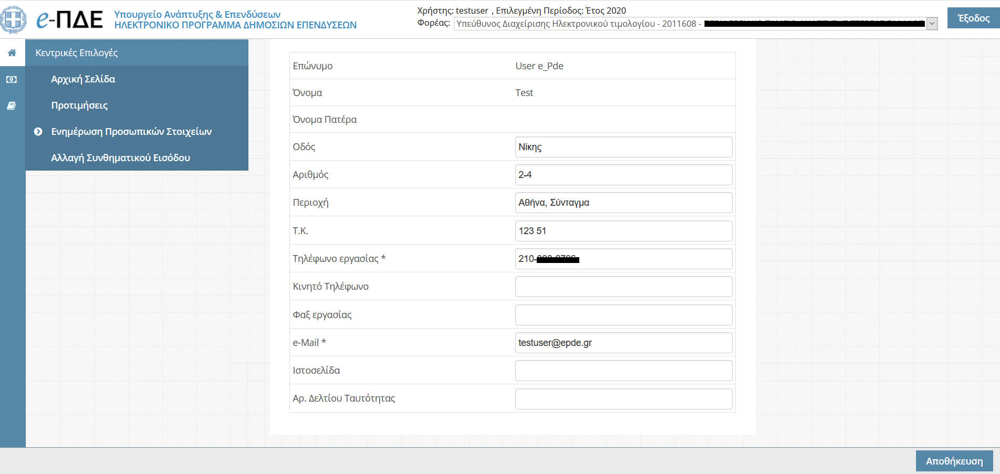 e-ΠΔΕ
Υπουργείο Ανάπτυξης & Επενδύσεων
ΗΛΕΚΤΡΟΝΙΚΟ ΠΡΟΓΡΑΜΜΑ ΔΗΜΟΣΙΩΝ ΕΠΕΝΔΥΣΕΩΝ
Χρήστης: testuser , Επιλεγμένη Περίοδος: Έτος 2020
Φορέας: Υπεύθυνος Διαχείρισης Ηλεκτρονικού τιμολογίου - 2011608 -
Έξοδος
Κεντρικές Επιλογές
Αρχική Σελίδα
Προτιμήσεις
Ενημέρωση Προσωπικών Στοιχείων
Αλλαγή Συνθηματικού Εισόδου
Επώνυμο User e_Pde
Όνομα Test
Όνομα Πατέρα
Οδός Νίκης
Αριθμός 2-4
Περιοχή Αθήνα, Σύνταγμα
Τ.Κ. 123 51
Τηλέφωνο εργασίας * 210-
Κινητό Τηλέφωνο
Φαξ εργασίας
e-Mail * testuser@epde.gr
Ιστοσελίδα
Αρ. Δελτίου Ταυτότητας
Αποθήκευση